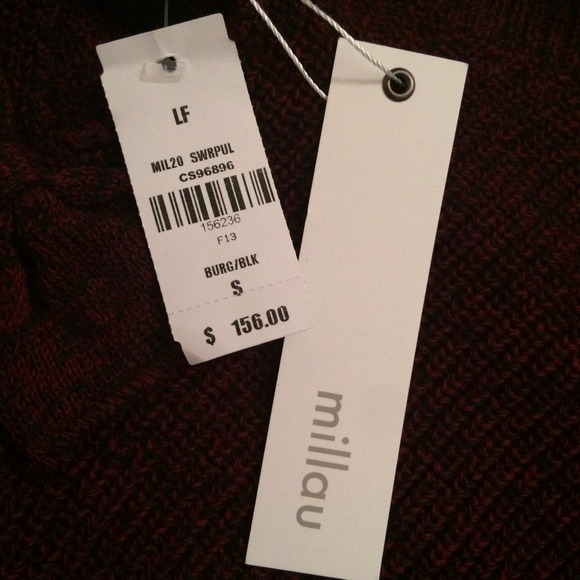 LF
MIL20 SWRPUL
CS96896
156236
F13
BURG/BLK
S
$ 156.00
millau